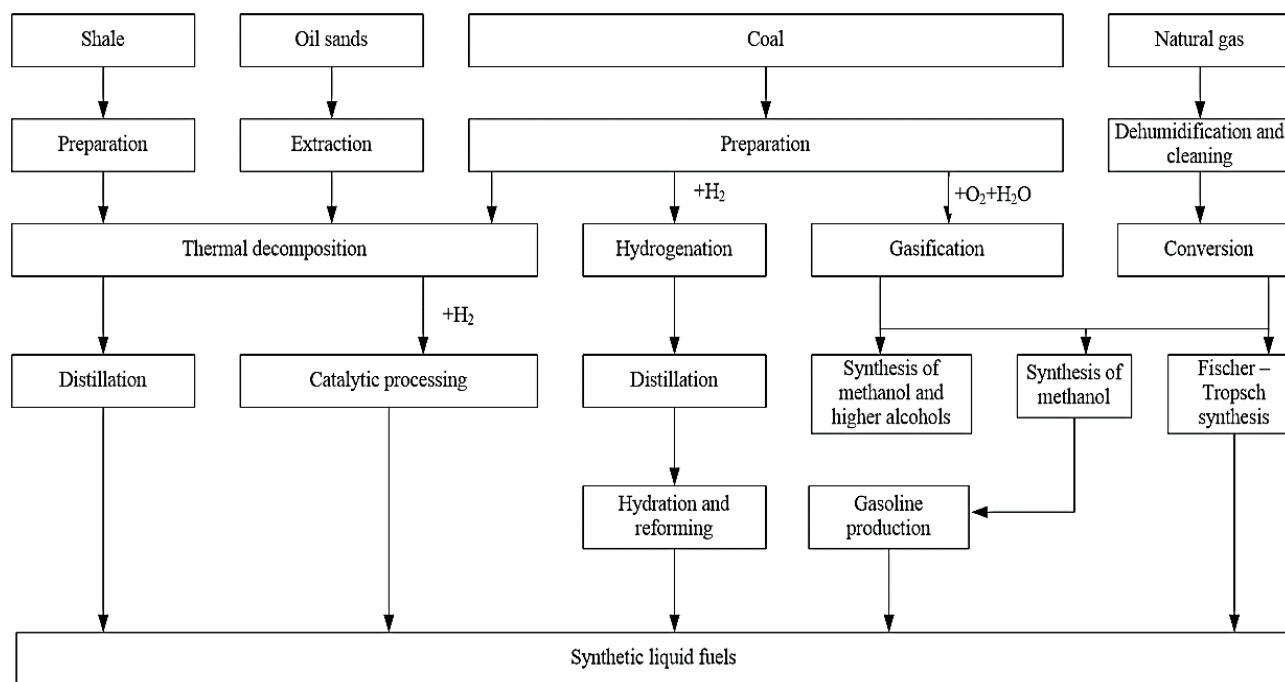 Shale
Oil sands
Coal
Natural gas
Preparation
Extraction
Preparation
Dehumidification and
cleaning
+H₂
+O₂+H₂O
Thermal decomposition
Hydrogenation
Gasification
Conversion
+H₂
Distillation
Catalytic processing
Distillation
Synthesis of
methanol and
higher alcohols
Synthesis of
methanol
Fischer –
Tropsch
synthesis
Hydration and
reforming
Gasoline
production
Synthetic liquid fuels